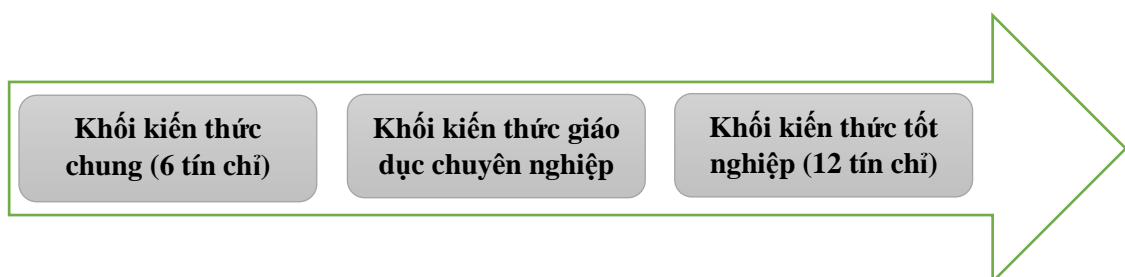 Khối kiến thức
chung (6 tín chỉ)
Khối kiến thức giáo
dục chuyên nghiệp
Khối kiến thức tốt
nghiệp (12 tín chỉ)